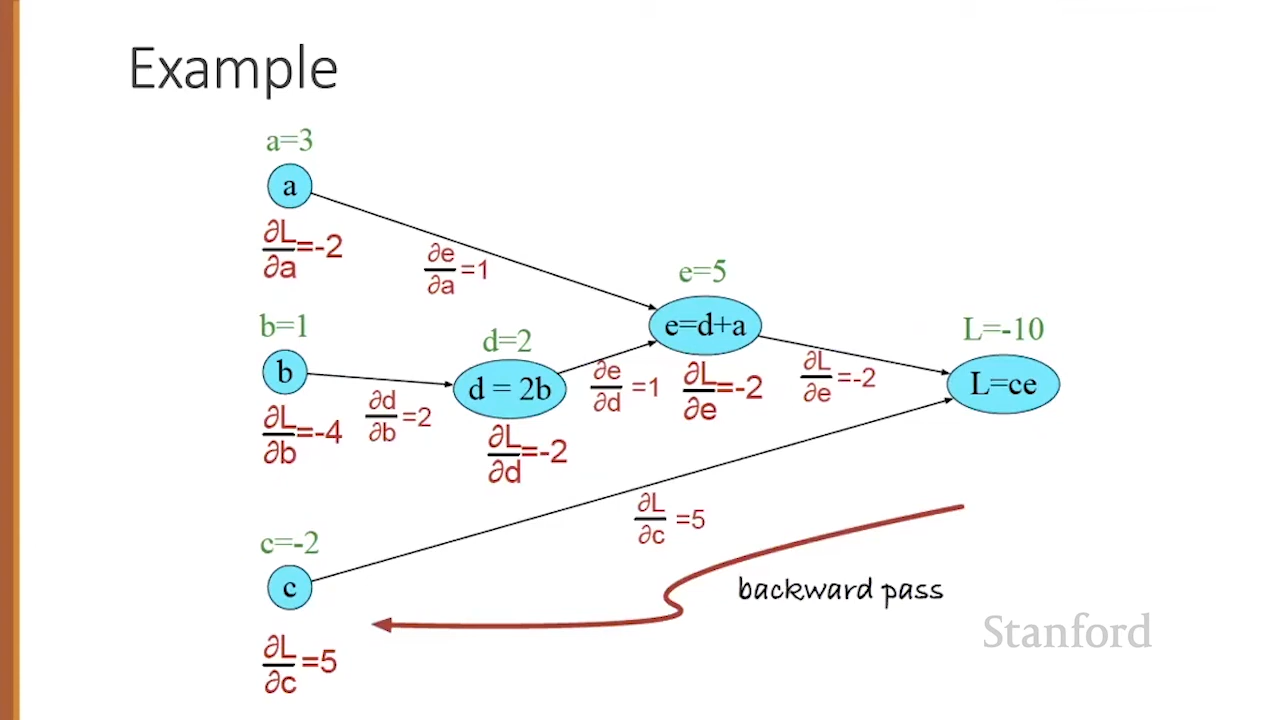 Example
a=3
a
∂L/∂a=-2
∂e/∂a=1
e=5
e=d+a
∂L/∂e=-2
∂L/∂e=-2
L=-10
L=ce
b=1
b
∂L/∂b=-4
∂d/∂b=2
d=2
d = 2b
∂L/∂d=-2
∂e/∂d=1
c=-2
c
∂L/∂c=5
∂L/∂c=5
backward pass
Stanford